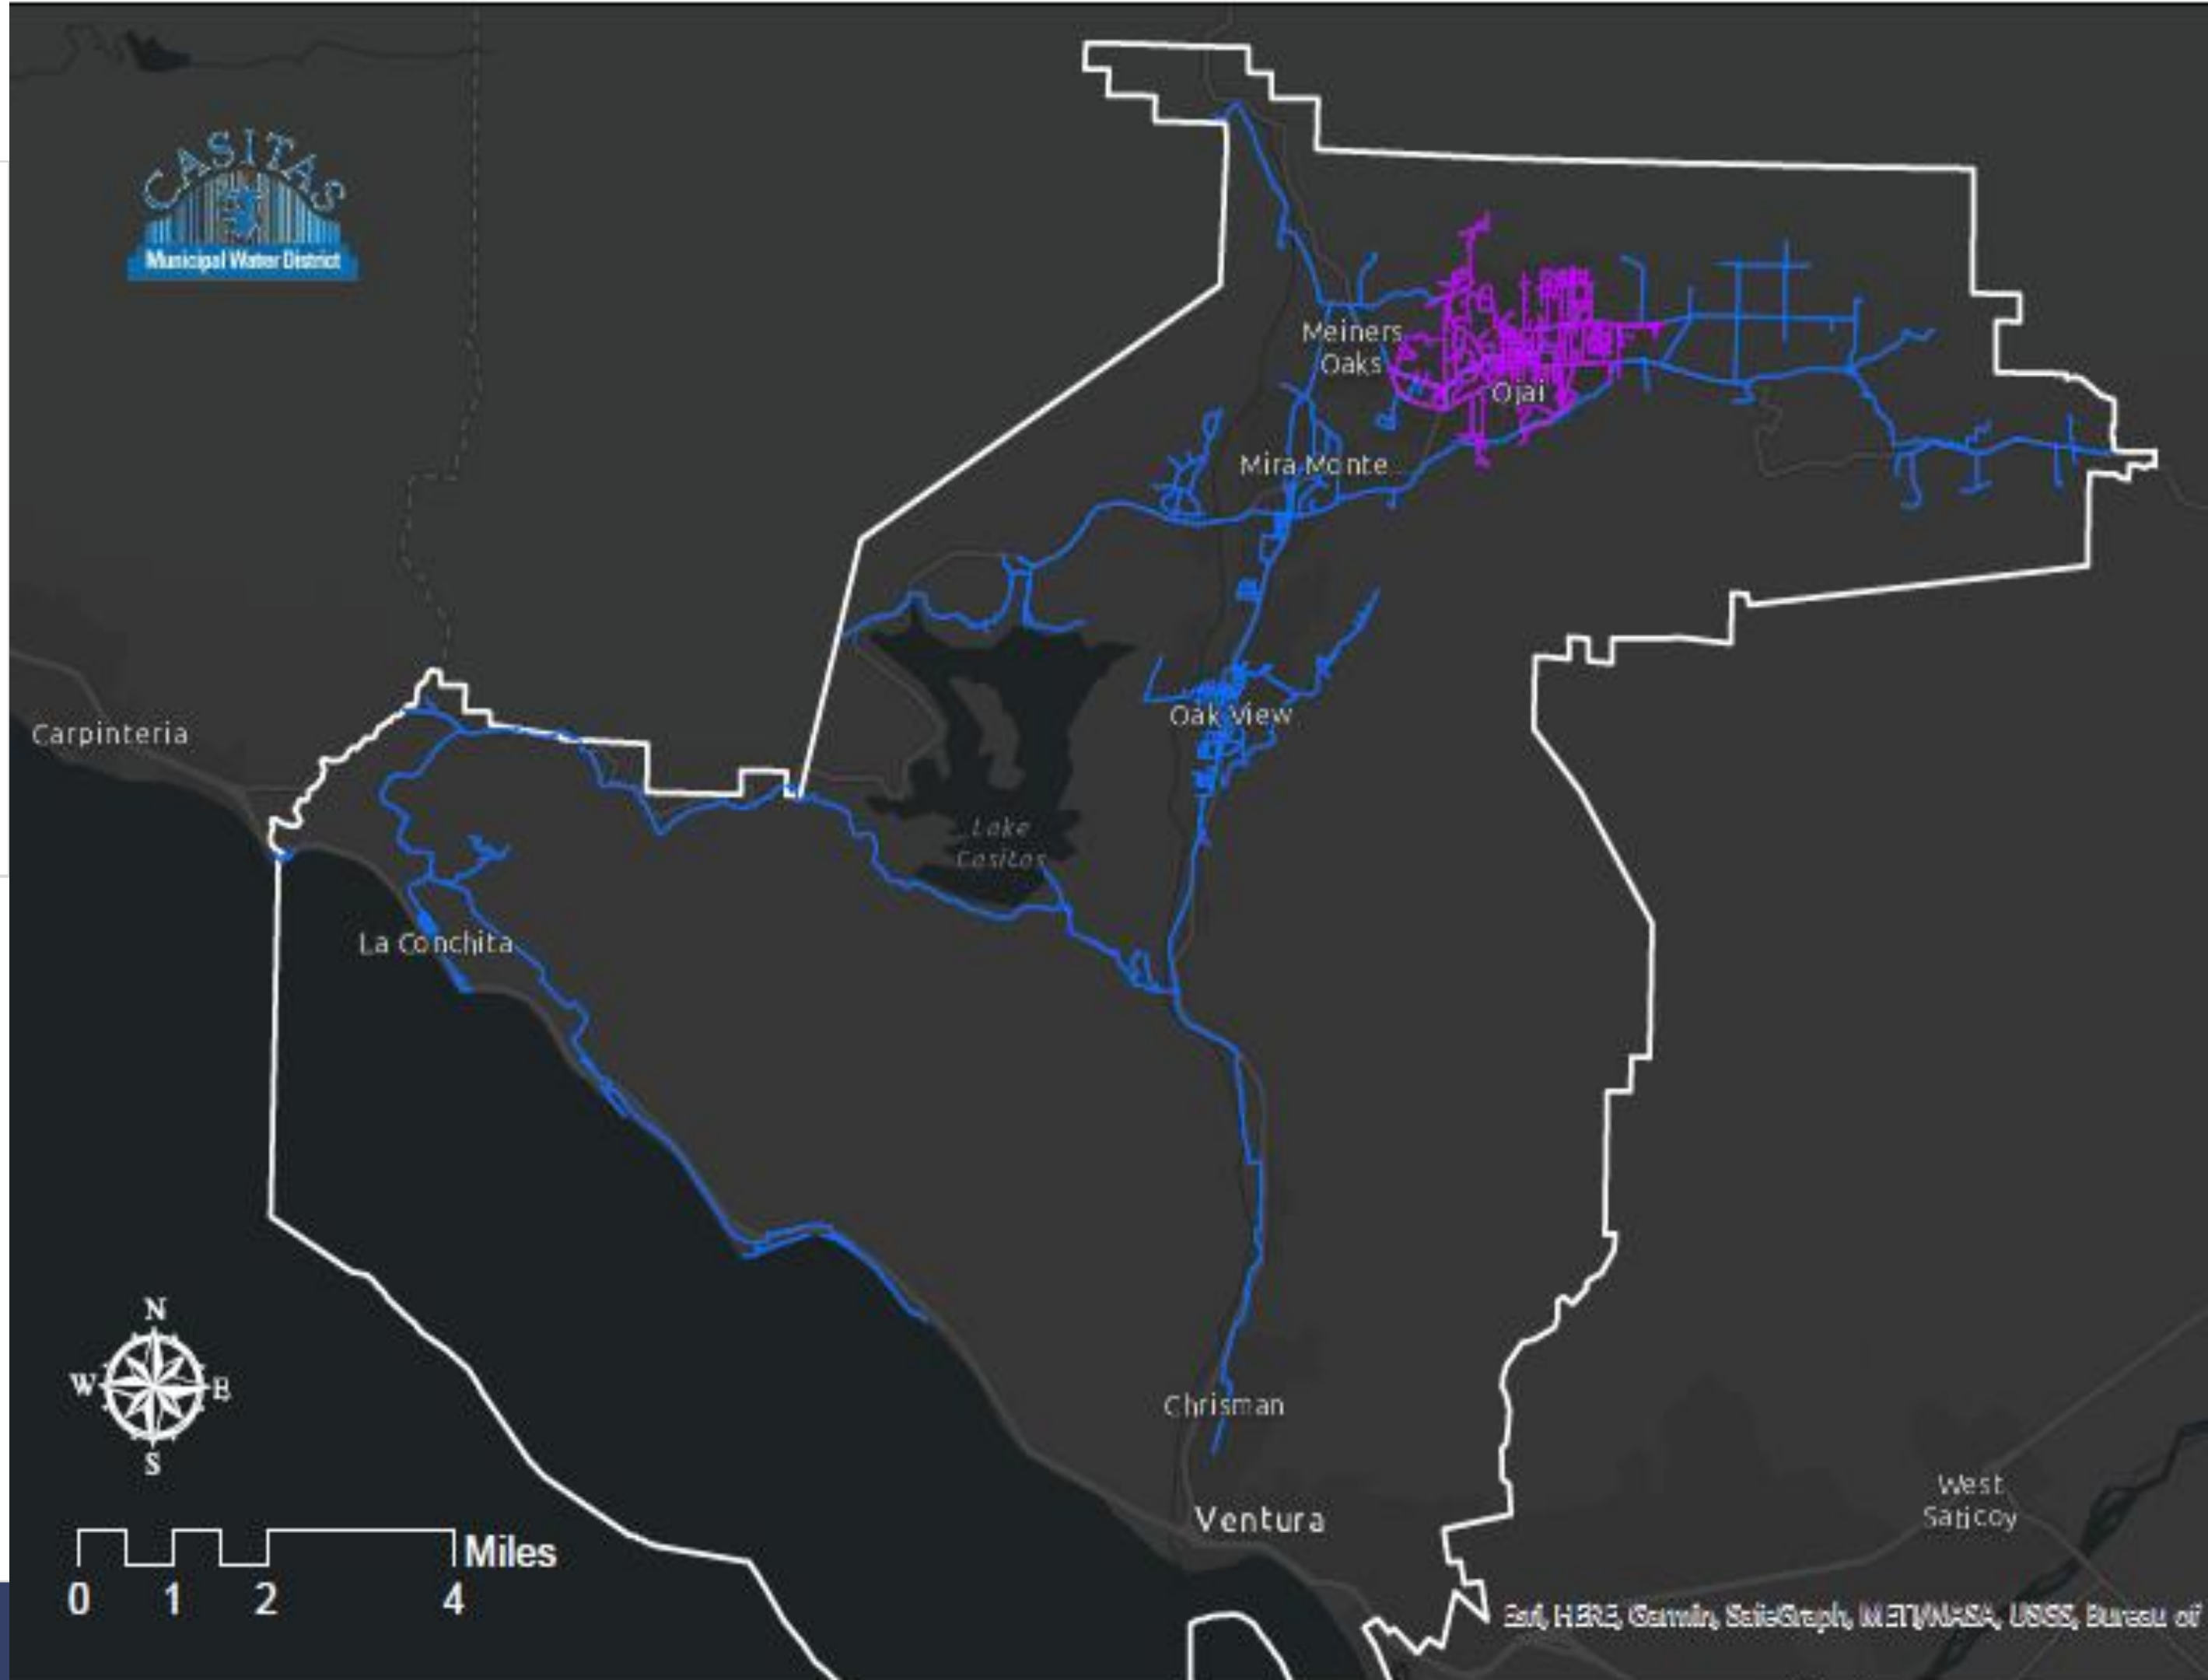 CASITAS
Municipal Water District
Meiners
Oaks
Ojai
Mira Monte
Oak View
Carpinteria
Lake
Casitas
La Conchita
Chrisman
Ventura
West
Saticoy
N
W
E
S
Miles
0 1 2 4
Esri, HERE, Garmin, SafeGraph, METI/NASA, USGS, Bureau of